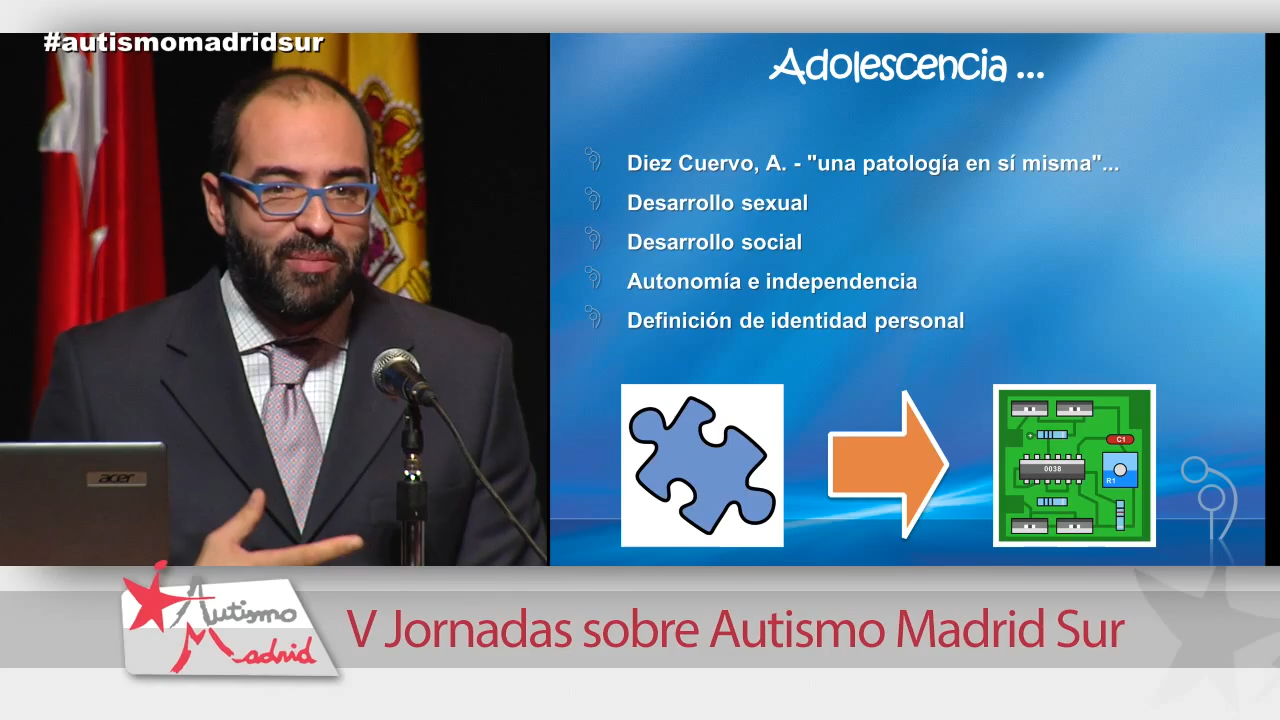 #autismomadridsur
Adolescencia ...
Diez Cuervo, A. - "una patología en sí misma"...
Desarrollo sexual
Desarrollo social
Autonomía e independencia
Definición de identidad personal
acer
C1
0038
R1
Autismo
Madrid
V Jornadas sobre Autismo Madrid Sur